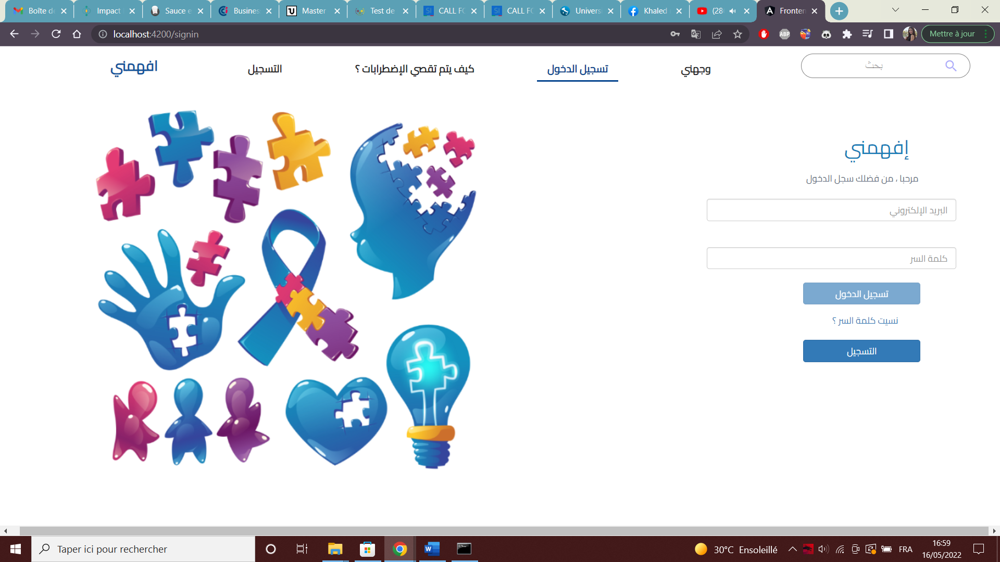 Boîte de
Impact
Sauce e
Busines
Master
Test de
CALL FO
CALL FO
Univers
Khaled
(28
Fronten
localhost:4200/signin
ABP
Mettre à jour
افهمني
التسجيل
كيف يتم تقصي الإضطرابات ؟
تسجيل الدخول
وجهني
بحث
إفهمني
مرحبا ، من فضلك سجل الدخول
البريد الإلكتروني
كلمة السر
تسجيل الدخول
نسيت كلمة السر ؟
التسجيل
Taper ici pour rechercher
30°C Ensoleillé
FRA
16:59
16/05/2022